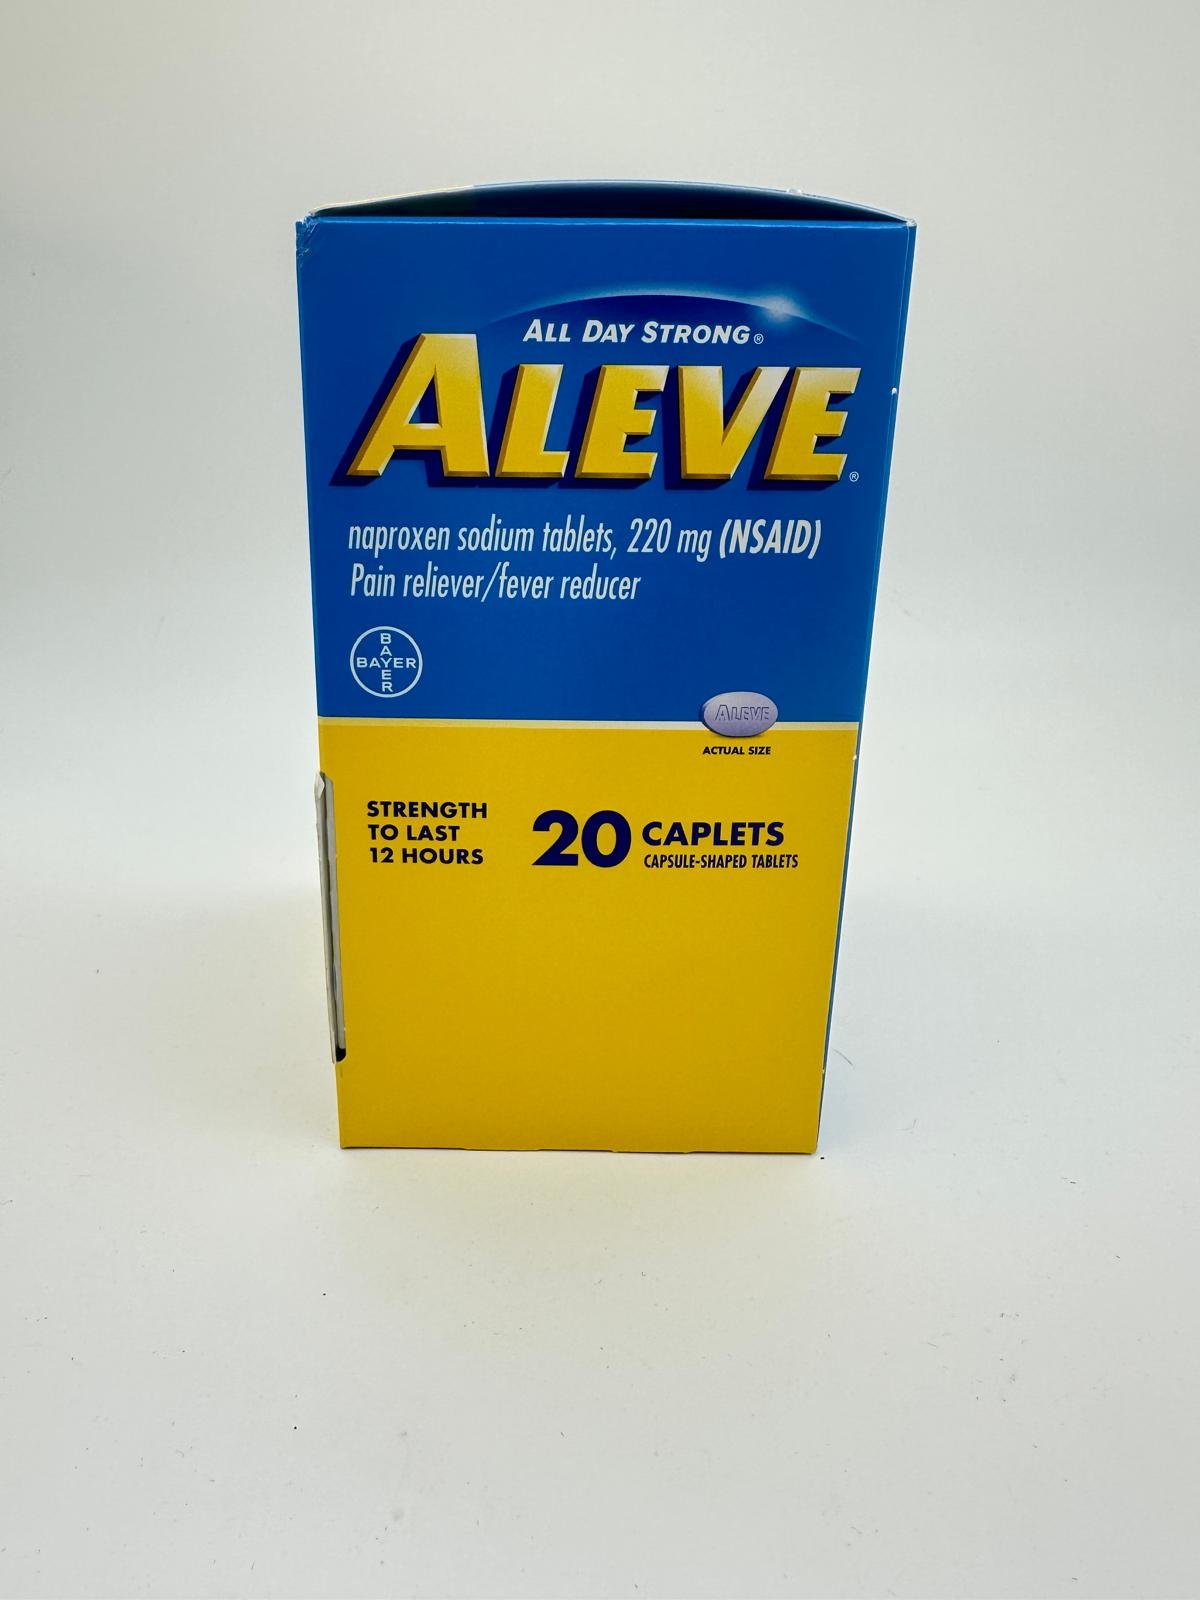 ALL DAY STRONG®
ALEVE®
naproxen sodium tablets, 220 mg (NSAID)
Pain reliever/fever reducer
BAYER
BAYER
ALEVE
ACTUAL SIZE
STRENGTH
TO LAST
12 HOURS
20 CAPLETS
CAPSULE-SHAPED TABLETS